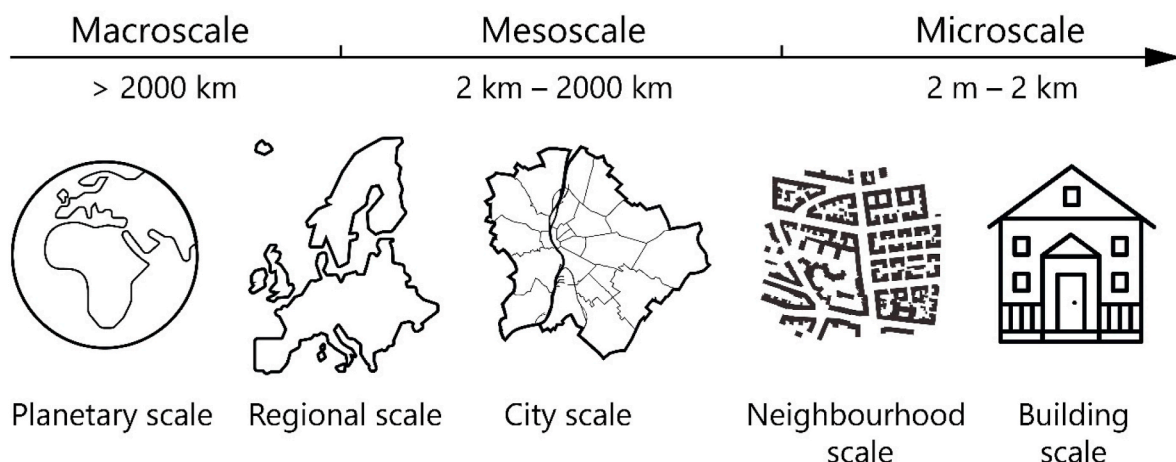 Macroscale
Mesoscale
Microscale
> 2000 km
2 km – 2000 km
2 m – 2 km
Planetary scale
Regional scale
City scale
Neighbourhood
scale
Building
scale